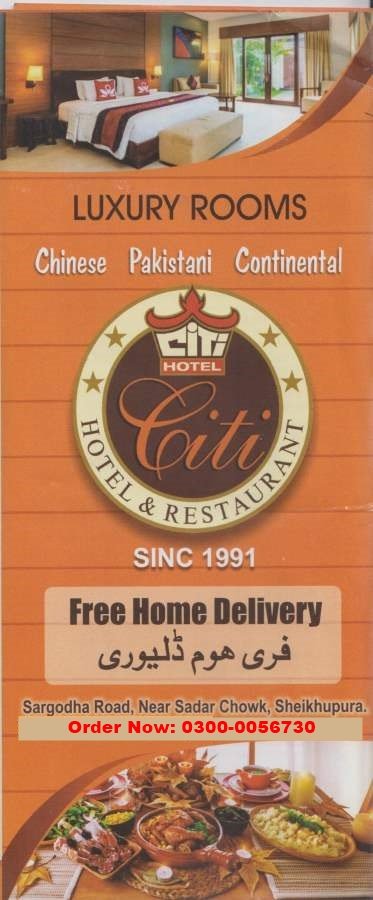 LUXURY ROOMS
Chinese Pakistani Continental
CiTi
HOTEL
Citi
HOTEL & RESTAURANT
SINC 1991
Free Home Delivery
فری ھوم ڈلیوری
Sargodha Road, Near Sadar Chowk, Sheikhupura.
Order Now: 0300-0056730